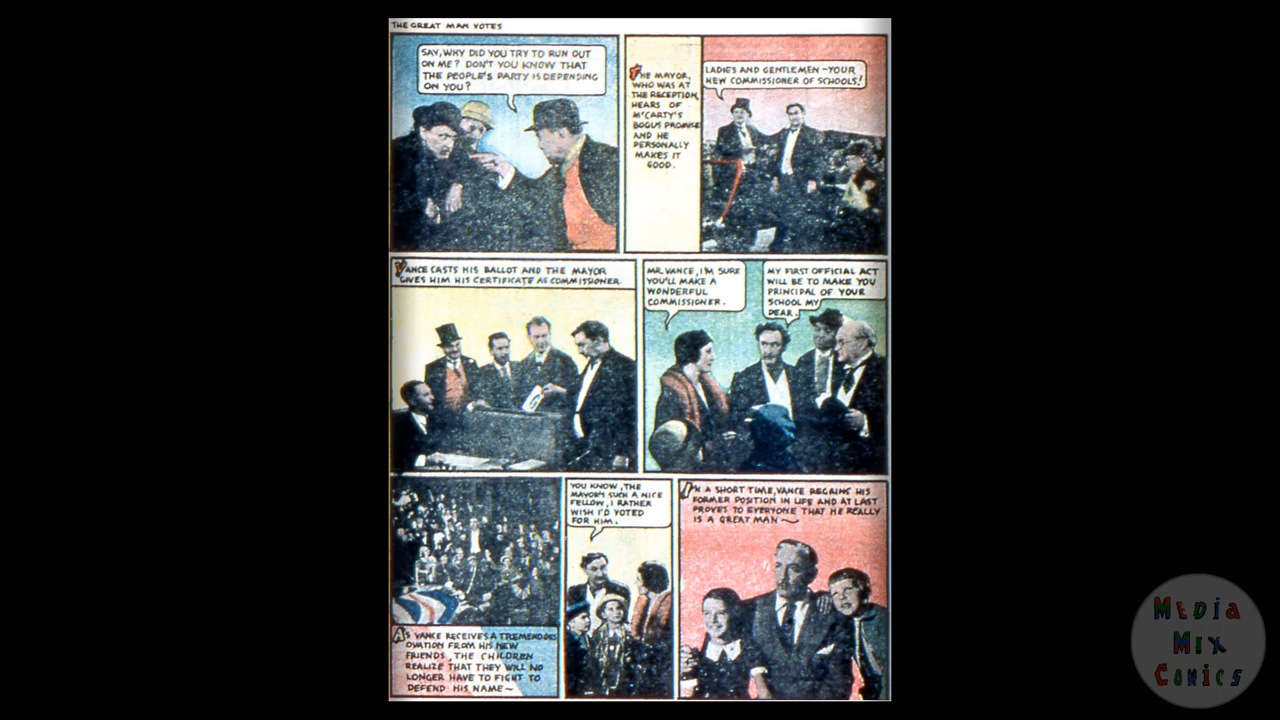 THE GREAT MAN VOTES
SAY, WHY DID YOU TRY TO RUN OUT
ON ME? DON'T YOU KNOW THAT
THE PEOPLE'S PARTY IS DEPENDING
ON YOU?
THE MAYOR,
WHO WAS AT
THE RECEPTION,
HEARS OF
McCARTY'S
BOGUS PROMISE
AND HE
PERSONALLY
MAKES IT
GOOD.
LADIES AND GENTLEMEN - YOUR
NEW COMMISSIONER OF SCHOOLS!
VANCE CASTS HIS BALLOT AND THE MAYOR
GIVES HIM HIS CERTIFICATE AS COMMISSIONER.
MR. VANCE, I'M SURE
YOU'LL MAKE A
WONDERFUL
COMMISSIONER.
MY FIRST OFFICIAL ACT
WILL BE TO MAKE YOU
PRINCIPAL OF YOUR
SCHOOL MY
DEAR.
AS VANCE RECEIVES A TREMENDOUS
OVATION FROM HIS NEW
FRIENDS, THE CHILDREN
REALIZE THAT THEY WILL NO
LONGER HAVE TO FIGHT TO
DEFEND HIS NAME ~
YOU KNOW, THE
MAYOR'S SUCH A NICE
FELLOW, I RATHER
WISH I'D VOTED
FOR HIM.
IN A SHORT TIME, VANCE REGAINS HIS
FORMER POSITION IN LIFE AND AT LAST
PROVES TO EVERYONE THAT HE REALLY
IS A GREAT MAN ~
MEDiA
MiX
COMiCS